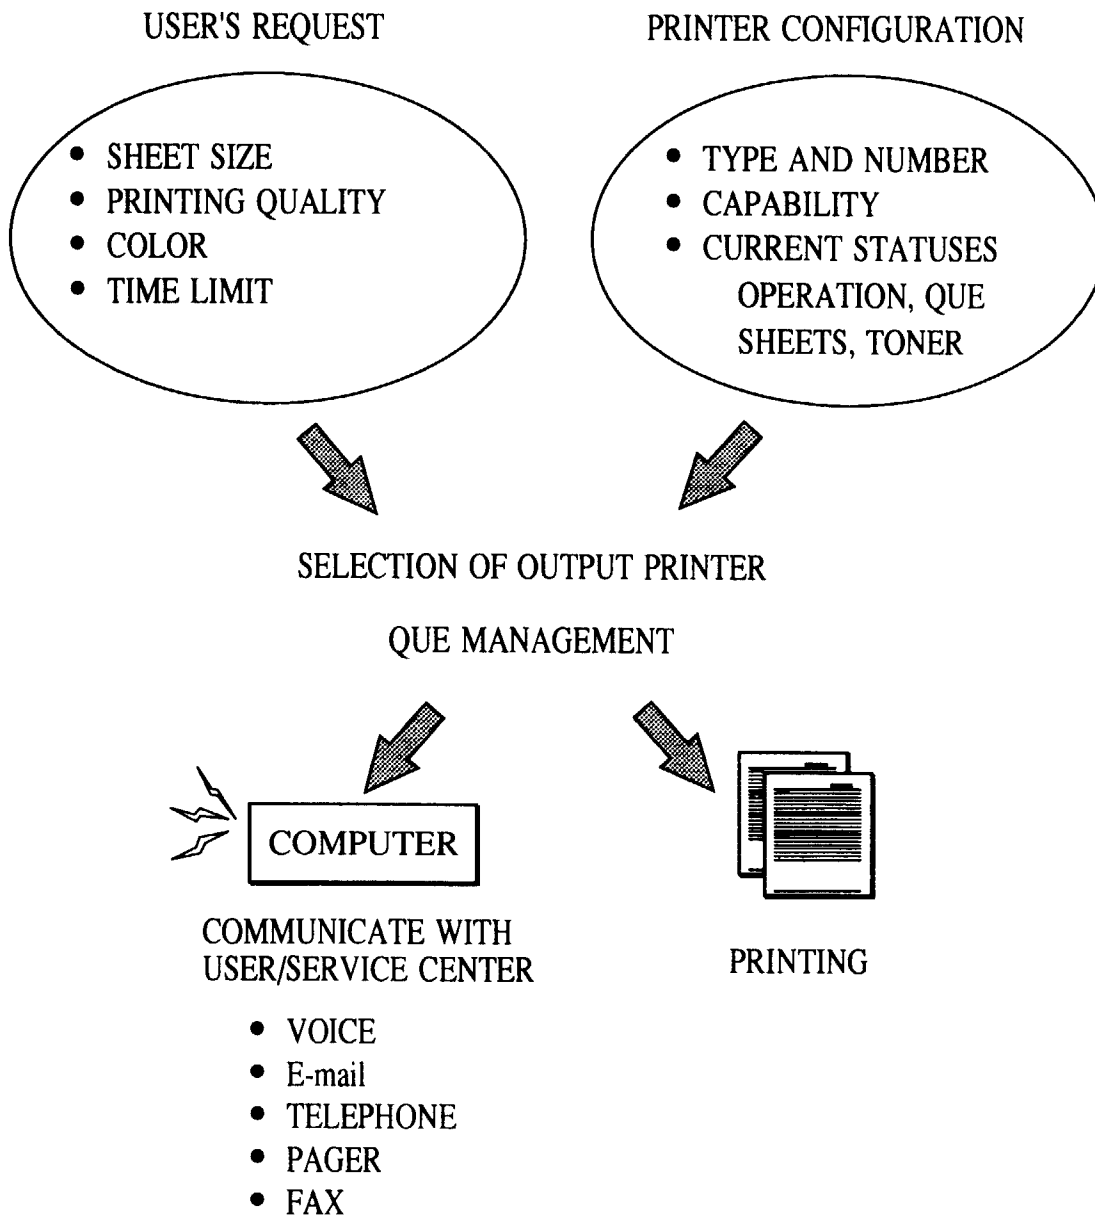 USER'S REQUEST
PRINTER CONFIGURATION
• SHEET SIZE
• PRINTING QUALITY
• COLOR
• TIME LIMIT
• TYPE AND NUMBER
• CAPABILITY
• CURRENT STATUSES
OPERATION, QUE
SHEETS, TONER
SELECTION OF OUTPUT PRINTER
QUE MANAGEMENT
COMPUTER
COMMUNICATE WITH
USER/SERVICE CENTER
• VOICE
• E-mail
• TELEPHONE
• PAGER
• FAX
PRINTING